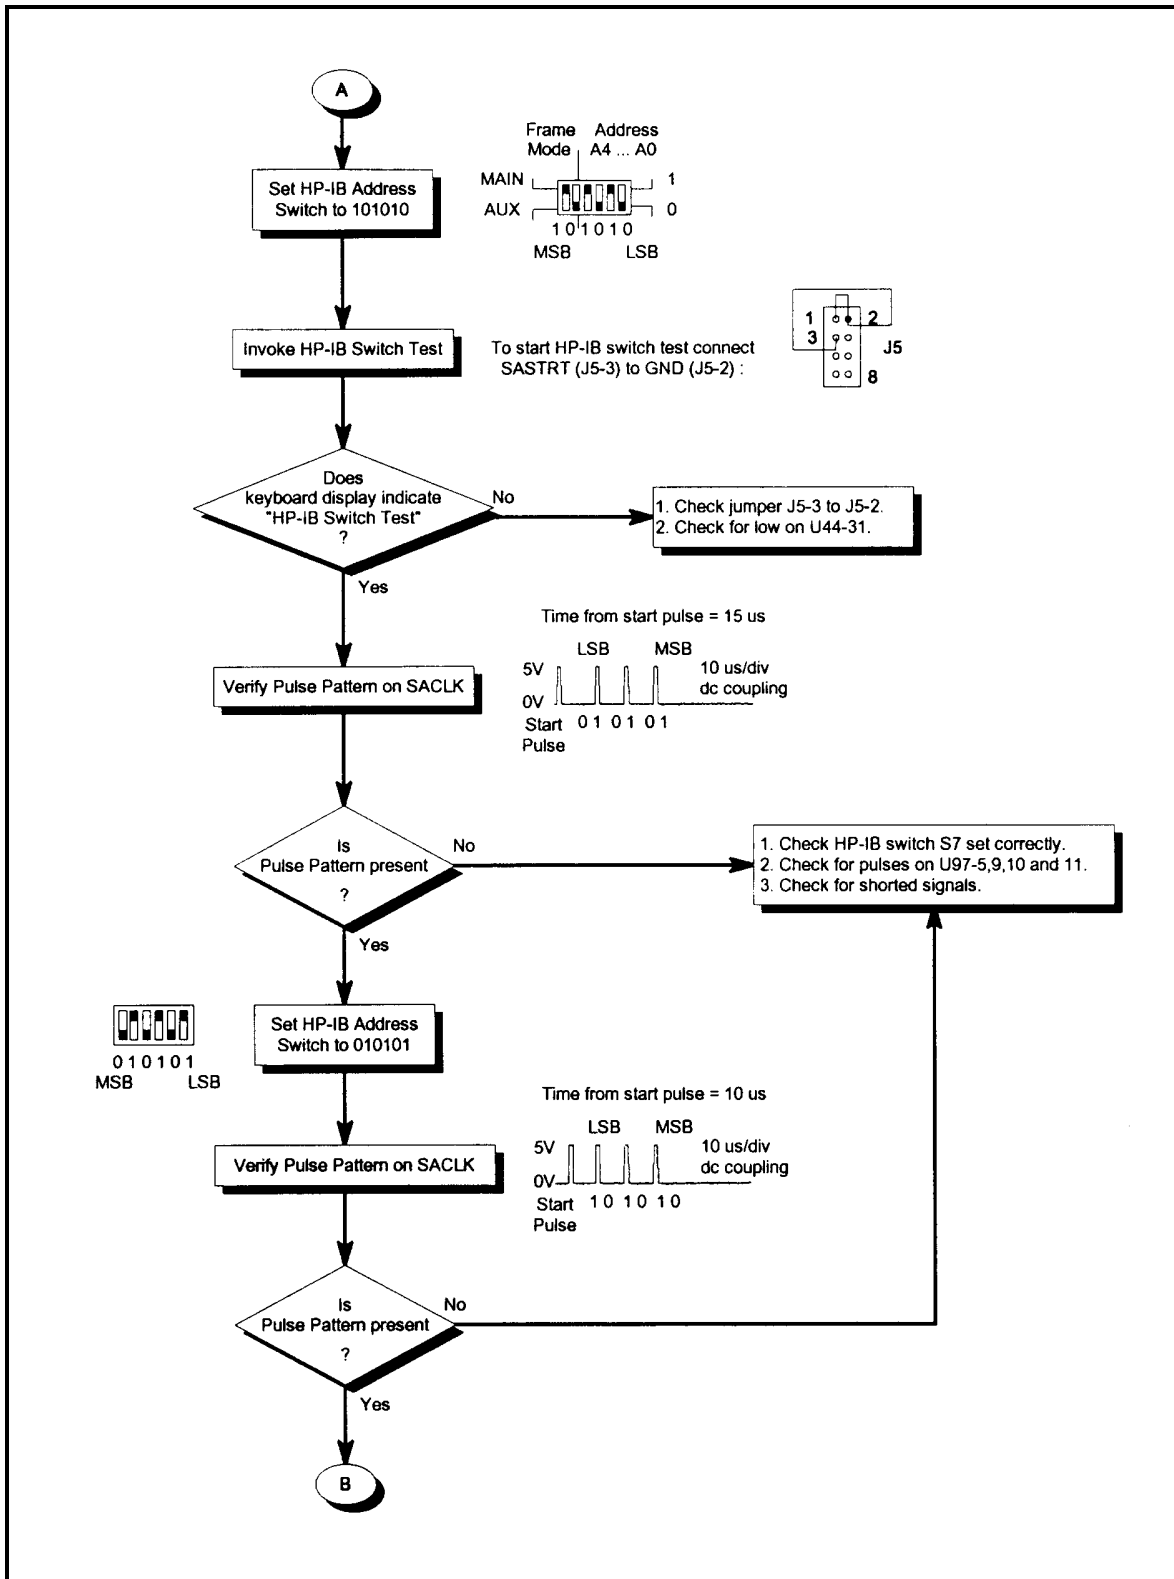 A
Frame Address
Mode A4 ... A0
MAIN 1
AUX 0
1 0 1 0 1 0
MSB LSB
Set HP-IB Address
Switch to 101010
Invoke HP-IB Switch Test
To start HP-IB switch test connect
SASTRT (J5-3) to GND (J5-2) :
1 2
3 J5
8
Does
keyboard display indicate
"HP-IB Switch Test"
?
No
Yes
1. Check jumper J5-3 to J5-2.
2. Check for low on U44-31.
Verify Pulse Pattern on SACLK
Time from start pulse = 15 us
LSB MSB
5V 10 us/div
dc coupling
0V
Start 0 1 0 1 0 1
Pulse
Is
Pulse Pattern present
?
No
Yes
1. Check HP-IB switch S7 set correctly.
2. Check for pulses on U97-5,9,10 and 11.
3. Check for shorted signals.
0 1 0 1 0 1
MSB LSB
Set HP-IB Address
Switch to 010101
Verify Pulse Pattern on SACLK
Time from start pulse = 10 us
LSB MSB
5V 10 us/div
dc coupling
0V
Start 1 0 1 0 1 0
Pulse
Is
Pulse Pattern present
?
No
Yes
B